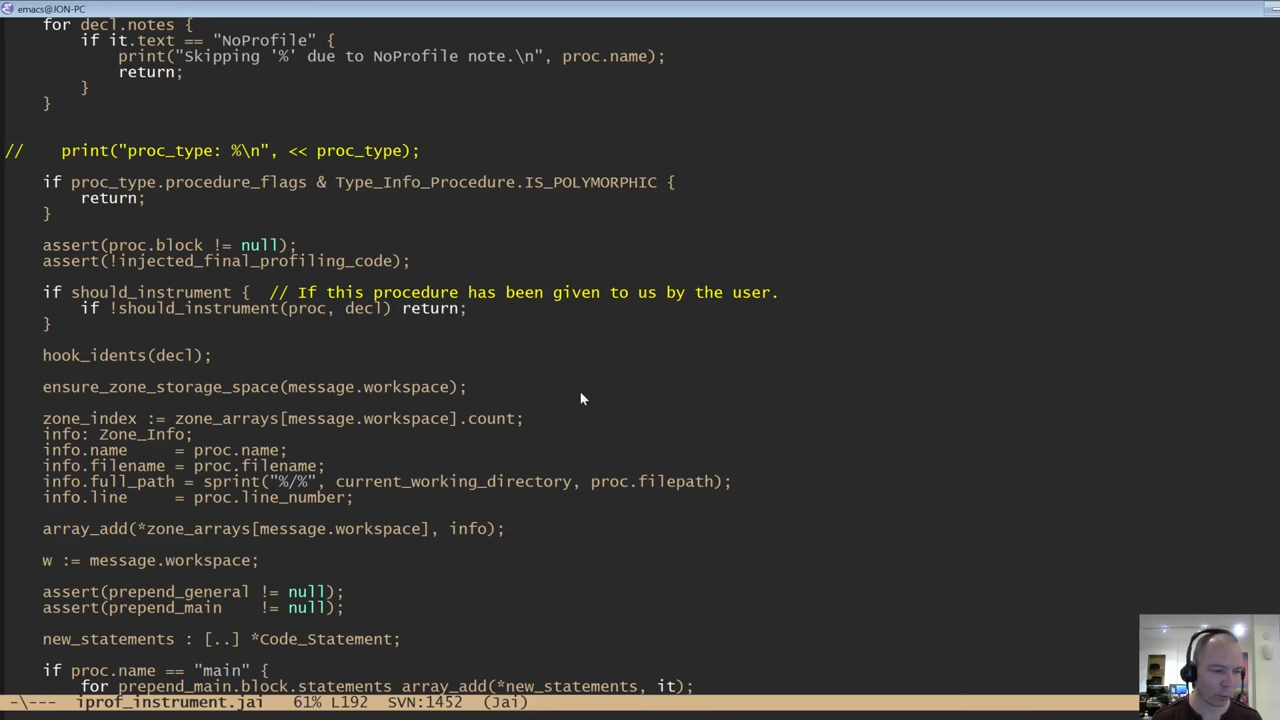 emacs@JON-PC
for decl.notes {
if it.text == "NoProfile" {
print("Skipping '%' due to NoProfile note.\n", proc.name);
return;
}
}
//    print("proc_type: %\n", << proc_type);
if proc_type.procedure_flags & Type_Info_Procedure.IS_POLYMORPHIC {
return;
}
assert(proc.block != null);
assert(!injected_final_profiling_code);
if should_instrument {  // If this procedure has been given to us by the user.
if !should_instrument(proc, decl) return;
}
hook_idents(decl);
ensure_zone_storage_space(message.workspace);
zone_index := zone_arrays[message.workspace].count;
info: Zone_Info;
info.name     = proc.name;
info.filename = proc.filename;
info.full_path = sprint("%/%", current_working_directory, proc.filepath);
info.line     = proc.line_number;
array_add(*zone_arrays[message.workspace], info);
w := message.workspace;
assert(prepend_general != null);
assert(prepend_main    != null);
new_statements : [..] *Code_Statement;
if proc.name == "main" {
for prepend_main.block.statements array_add(*new_statements, it);
-\---  iprof_instrument.jai   61% L192  SVN:1452  (Jai)